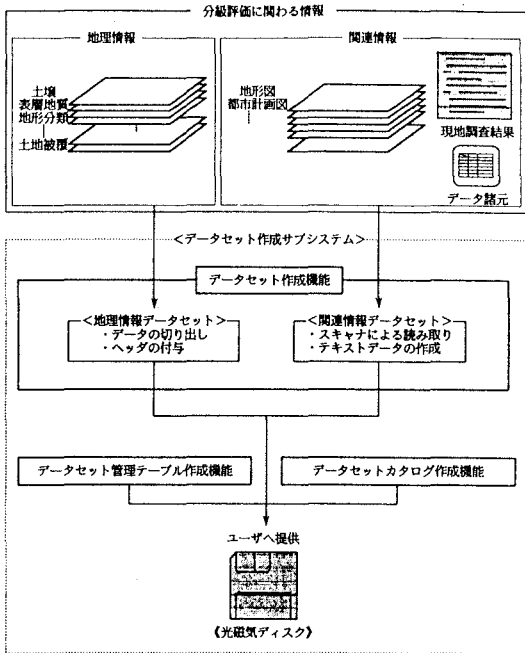 分級評価に関わる情報
地理情報
土壌
表層地質
地形分類
土地被覆
関連情報
地形図
都市計画図
現地調査結果
データ諸元
＜データセット作成サブシステム＞
データセット作成機能
＜地理情報データセット＞
・データの切り出し
・ヘッダの付与
＜関連情報データセット＞
・スキャナによる読み取り
・テキストデータの作成
データセット管理テーブル作成機能
データセットカタログ作成機能
ユーザへ提供
《光磁気ディスク》